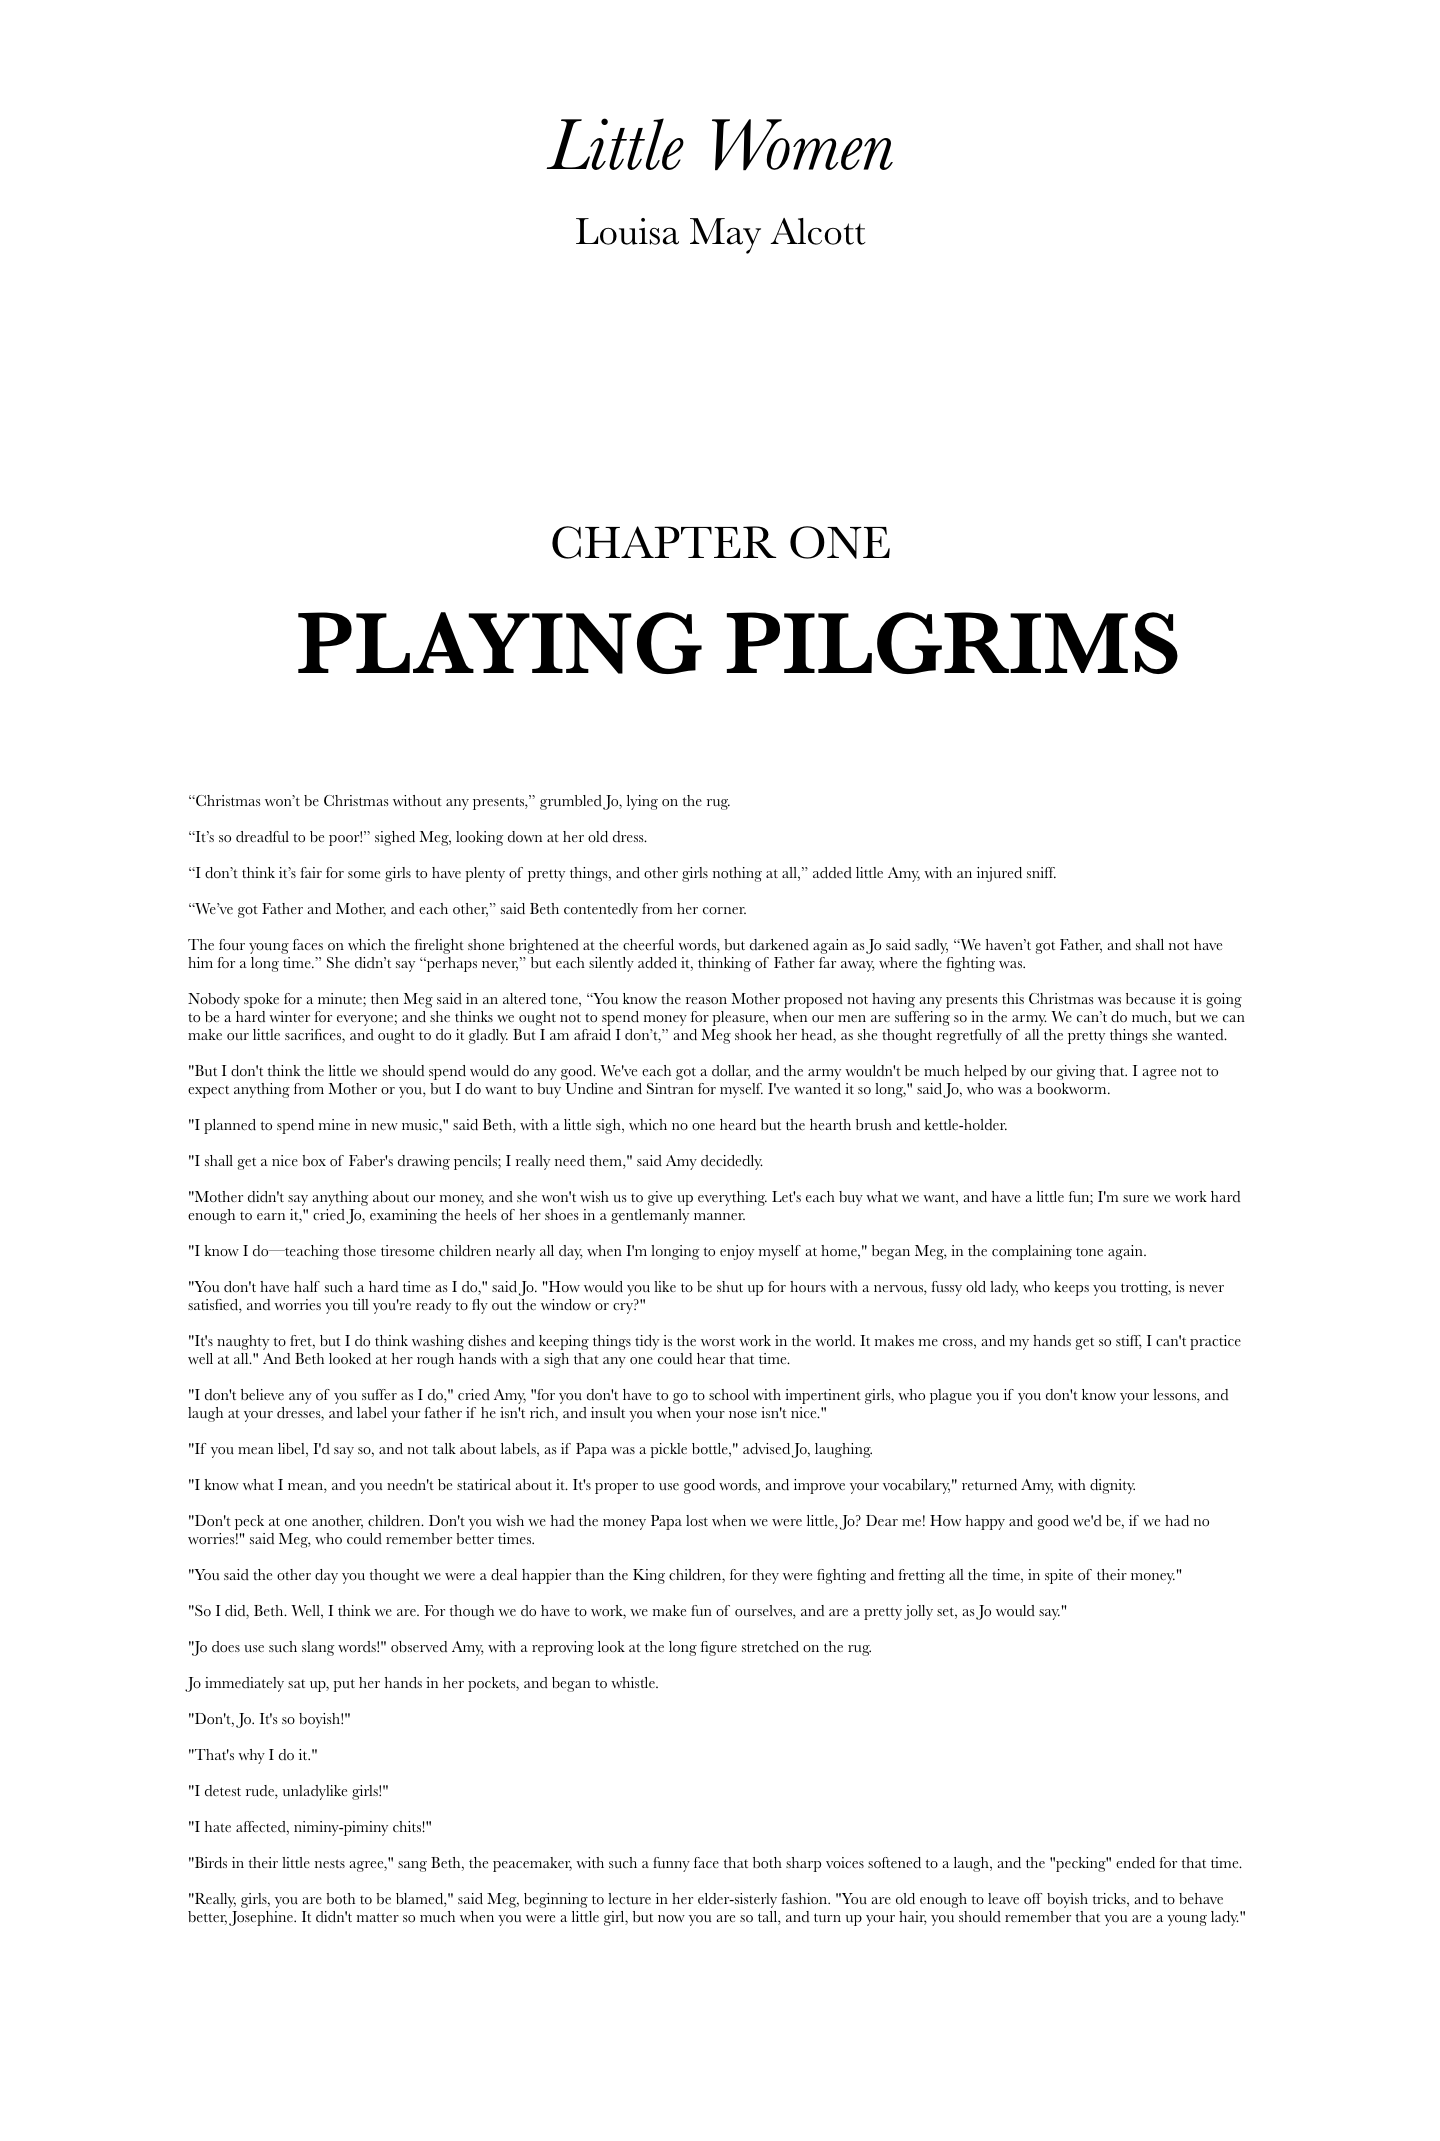 Little Women
Louisa May Alcott
CHAPTER ONE
PLAYING PILGRIMS
“Christmas won’t be Christmas without any presents,” grumbled Jo, lying on the rug.
“It’s so dreadful to be poor!” sighed Meg, looking down at her old dress.
“I don’t think it’s fair for some girls to have plenty of pretty things, and other girls nothing at all,” added little Amy, with an injured sniff.
“We’ve got Father and Mother, and each other,” said Beth contentedly from her corner.
The four young faces on which the firelight shone brightened at the cheerful words, but darkened again as Jo said sadly, “We haven’t got Father, and shall not have
him for a long time.” She didn’t say “perhaps never,” but each silently added it, thinking of Father far away, where the fighting was.
Nobody spoke for a minute; then Meg said in an altered tone, “You know the reason Mother proposed not having any presents this Christmas was because it is going
to be a hard winter for everyone; and she thinks we ought not to spend money for pleasure, when our men are suffering so in the army. We can’t do much, but we can
make our little sacrifices, and ought to do it gladly. But I am afraid I don’t,” and Meg shook her head, as she thought regretfully of all the pretty things she wanted.
"But I don't think the little we should spend would do any good. We've each got a dollar, and the army wouldn't be much helped by our giving that. I agree not to
expect anything from Mother or you, but I do want to buy Undine and Sintran for myself. I've wanted it so long," said Jo, who was a bookworm.
"I planned to spend mine in new music," said Beth, with a little sigh, which no one heard but the hearth brush and kettle-holder.
"I shall get a nice box of Faber's drawing pencils; I really need them," said Amy decidedly.
"Mother didn't say anything about our money, and she won't wish us to give up everything. Let's each buy what we want, and have a little fun; I'm sure we work hard
enough to earn it," cried Jo, examining the heels of her shoes in a gentlemanly manner.
"I know I do—teaching those tiresome children nearly all day, when I'm longing to enjoy myself at home," began Meg, in the complaining tone again.
"You don't have half such a hard time as I do," said Jo. "How would you like to be shut up for hours with a nervous, fussy old lady, who keeps you trotting, is never
satisfied, and worries you till you're ready to fly out the window or cry?"
"It's naughty to fret, but I do think washing dishes and keeping things tidy is the worst work in the world. It makes me cross, and my hands get so stiff, I can't practice
well at all." And Beth looked at her rough hands with a sigh that any one could hear that time.
"I don't believe any of you suffer as I do," cried Amy, "for you don't have to go to school with impertinent girls, who plague you if you don't know your lessons, and
laugh at your dresses, and label your father if he isn't rich, and insult you when your nose isn't nice."
"If you mean libel, I'd say so, and not talk about labels, as if Papa was a pickle bottle," advised Jo, laughing.
"I know what I mean, and you needn't be statirical about it. It's proper to use good words, and improve your vocabilary," returned Amy, with dignity.
"Don't peck at one another, children. Don't you wish we had the money Papa lost when we were little, Jo? Dear me! How happy and good we'd be, if we had no
worries!" said Meg, who could remember better times.
"You said the other day you thought we were a deal happier than the King children, for they were fighting and fretting all the time, in spite of their money."
"So I did, Beth. Well, I think we are. For though we do have to work, we make fun of ourselves, and are a pretty jolly set, as Jo would say."
"Jo does use such slang words!" observed Amy, with a reproving look at the long figure stretched on the rug.
Jo immediately sat up, put her hands in her pockets, and began to whistle.
"Don't, Jo. It's so boyish!"
"That's why I do it."
"I detest rude, unladylike girls!"
"I hate affected, niminy-piminy chits!"
"Birds in their little nests agree," sang Beth, the peacemaker, with such a funny face that both sharp voices softened to a laugh, and the "pecking" ended for that time.
"Really, girls, you are both to be blamed," said Meg, beginning to lecture in her elder-sisterly fashion. "You are old enough to leave off boyish tricks, and to behave
better, Josephine. It didn't matter so much when you were a little girl, but now you are so tall, and turn up your hair, you should remember that you are a young lady."